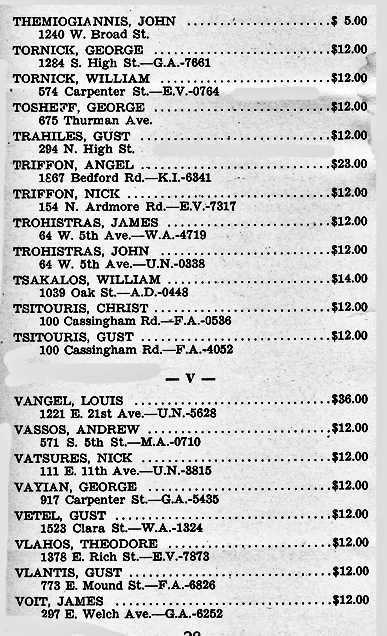 THEMIOGIANNIS, JOHN ........................$ 5.00
1240 W. Broad St.
TORNICK, GEORGE ............................$12.00
1284 S. High St.—G.A.-7661
TORNICK, WILLIAM ...........................$12.00
574 Carpenter St.—E.V.-0764
TOSHEFF, GEORGE ............................$12.00
675 Thurman Ave.
TRAHILES, GUST .............................$12.00
294 N. High St.
TRIFFON, ANGEL .............................$23.00
1867 Bedford Rd.—K.I.-6341
TRIFFON, NICK ..............................$12.00
154 N. Ardmore Rd.—E.V.-7317
TROHISTRAS, JAMES ..........................$12.00
64 W. 5th Ave.—W.A.-4719
TROHISTRAS, JOHN ...........................$12.00
64 W. 5th Ave.—U.N.-0338
TSAKALOS, WILLIAM ..........................$14.00
1039 Oak St.—A.D.-0448
TSITOURIS, CHRIST ..........................$12.00
100 Cassingham Rd.—F.A.-0536
TSITOURIS, GUST ............................$12.00
100 Cassingham Rd.—F.A.-4052
— V —
VANGEL, LOUIS ..............................$36.00
1221 E. 21st Ave.—U.N.-5628
VASSOS, ANDREW .............................$12.00
571 S. 5th St.—M.A.-0710
VATSURES, NICK .............................$12.00
111 E. 11th Ave.—U.N.-3815
VAYIAN, GEORGE .............................$12.00
917 Carpenter St.—G.A.-5435
VETEL, GUST ................................$12.00
1523 Clara St.—W.A.-1324
VLAHOS, THEODORE ...........................$12.00
1378 E. Rich St.—E.V.-7873
VLANTIS, GUST ..............................$12.00
773 E. Mound St.—F.A.-6826
VOIT, JAMES ................................$12.00
297 E. Welch Ave.—G.A.-6252